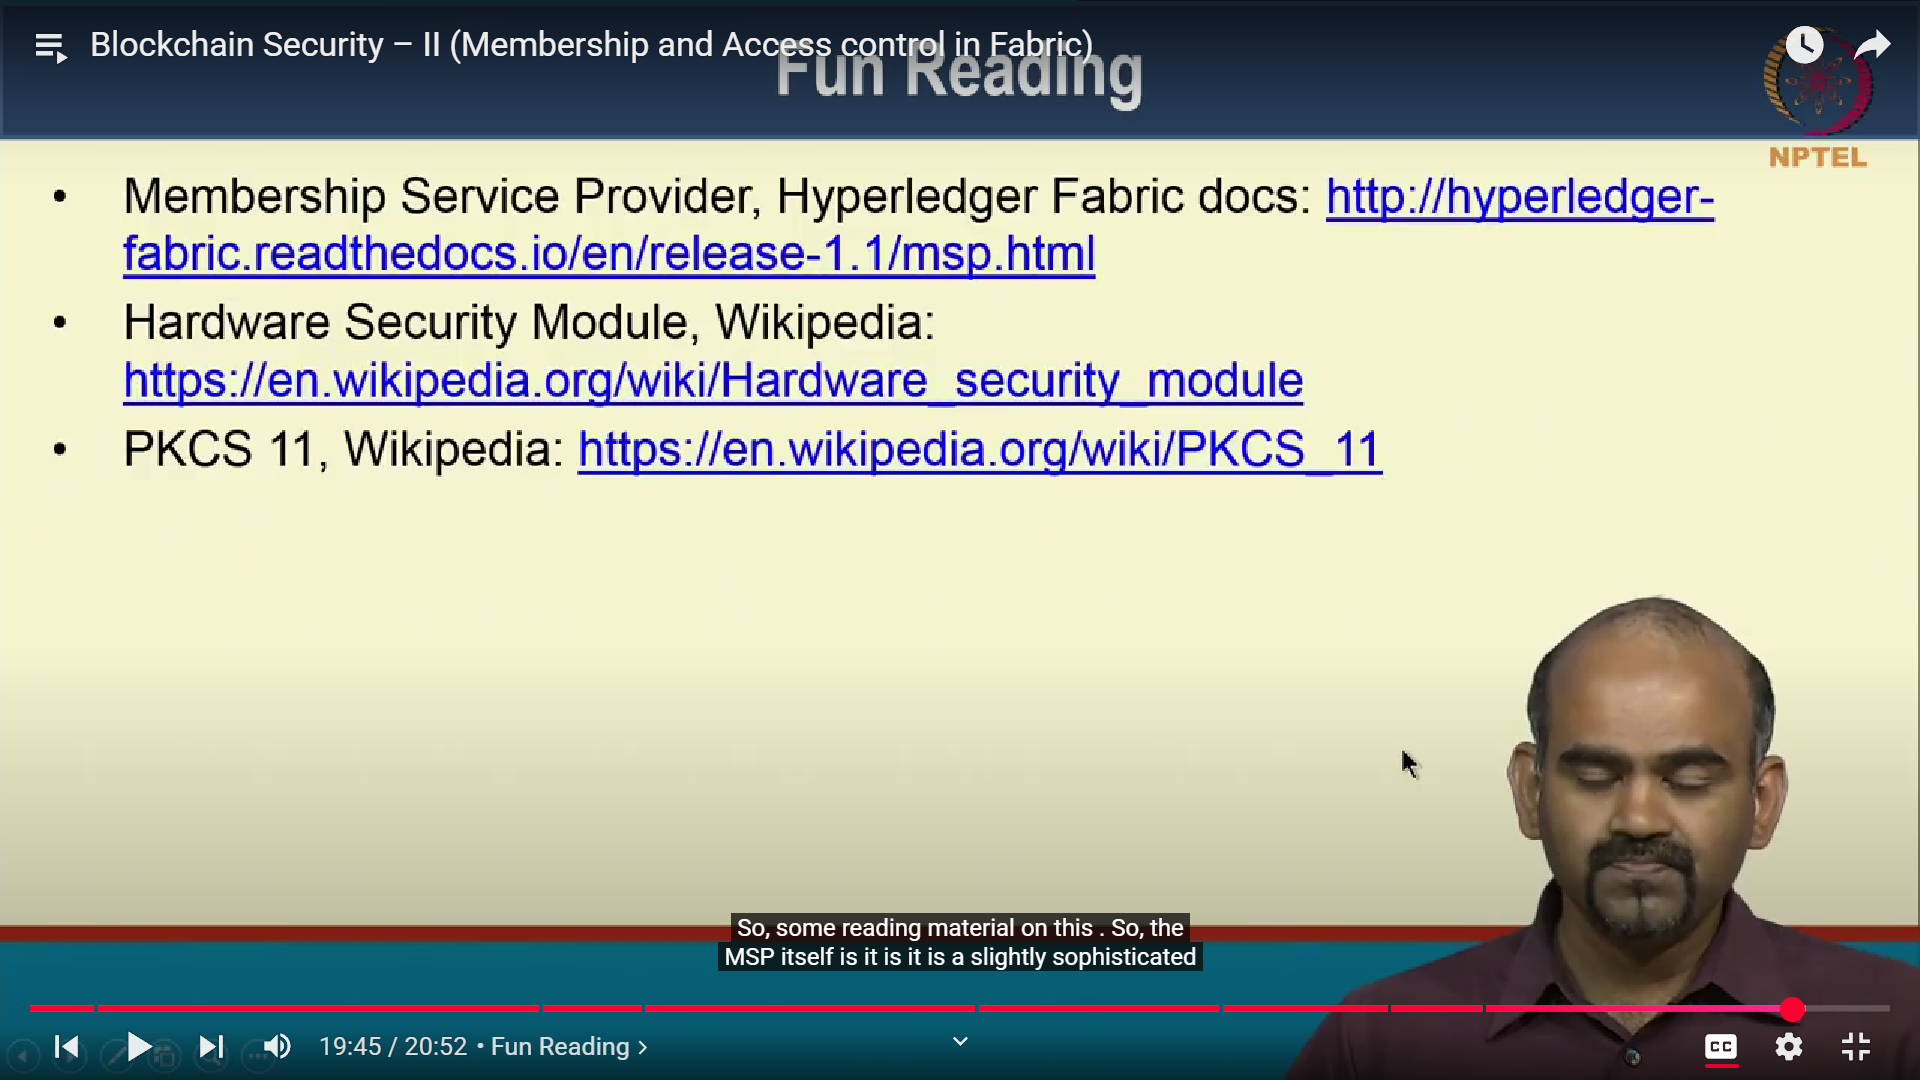 Blockchain Security – II (Membership and Access control in Fabric)
Fun Reading
NPTEL
• Membership Service Provider, Hyperledger Fabric docs: http://hyperledger-
fabric.readthedocs.io/en/release-1.1/msp.html
• Hardware Security Module, Wikipedia:
https://en.wikipedia.org/wiki/Hardware_security_module
• PKCS 11, Wikipedia: https://en.wikipedia.org/wiki/PKCS_11
So, some reading material on this . So, the
MSP itself is it is it is a slightly sophisticated
19:45 / 20:52 • Fun Reading >
CC